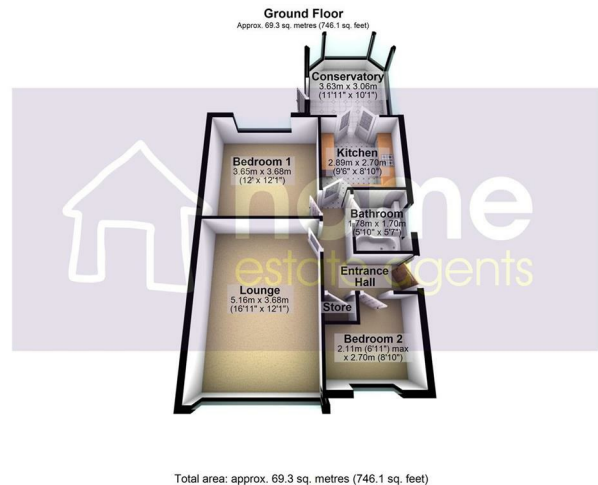 Ground Floor
Approx. 69.3 sq. metres (746.1 sq. feet)
Conservatory
3.63m x 3.06m
(11'11" x 10'1")
Kitchen
2.89m x 2.70m
(9'6" x 8'10")
Bedroom 1
3.65m x 3.68m
(12' x 12'1")
Bathroom
1.78m x 1.70m
(5'10" x 5'7")
home
estate agents
Entrance
Hall
Lounge
5.16m x 3.68m
(16'11" x 12'1")
Store
Bedroom 2
2.11m (6'11") max
x 2.70m (8'10")
Total area: approx. 69.3 sq. metres (746.1 sq. feet)